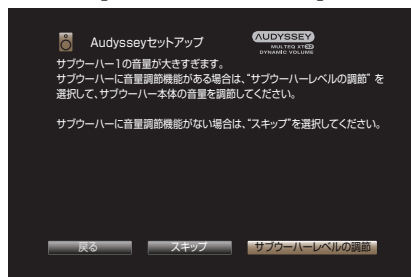 Audysseyセットアップ
AUDYSSEY
MULTEQ XT32
DYNAMIC VOLUME
サブウーハー1の音量が大きすぎます。
サブウーハーに音量調節機能がある場合は、“サブウーハーレベルの調節” を
選択して、サブウーハー本体の音量を調節してください。
サブウーハーに音量調節機能がない場合は、“スキップ”を選択してください。
戻る
スキップ
サブウーハーレベルの調節